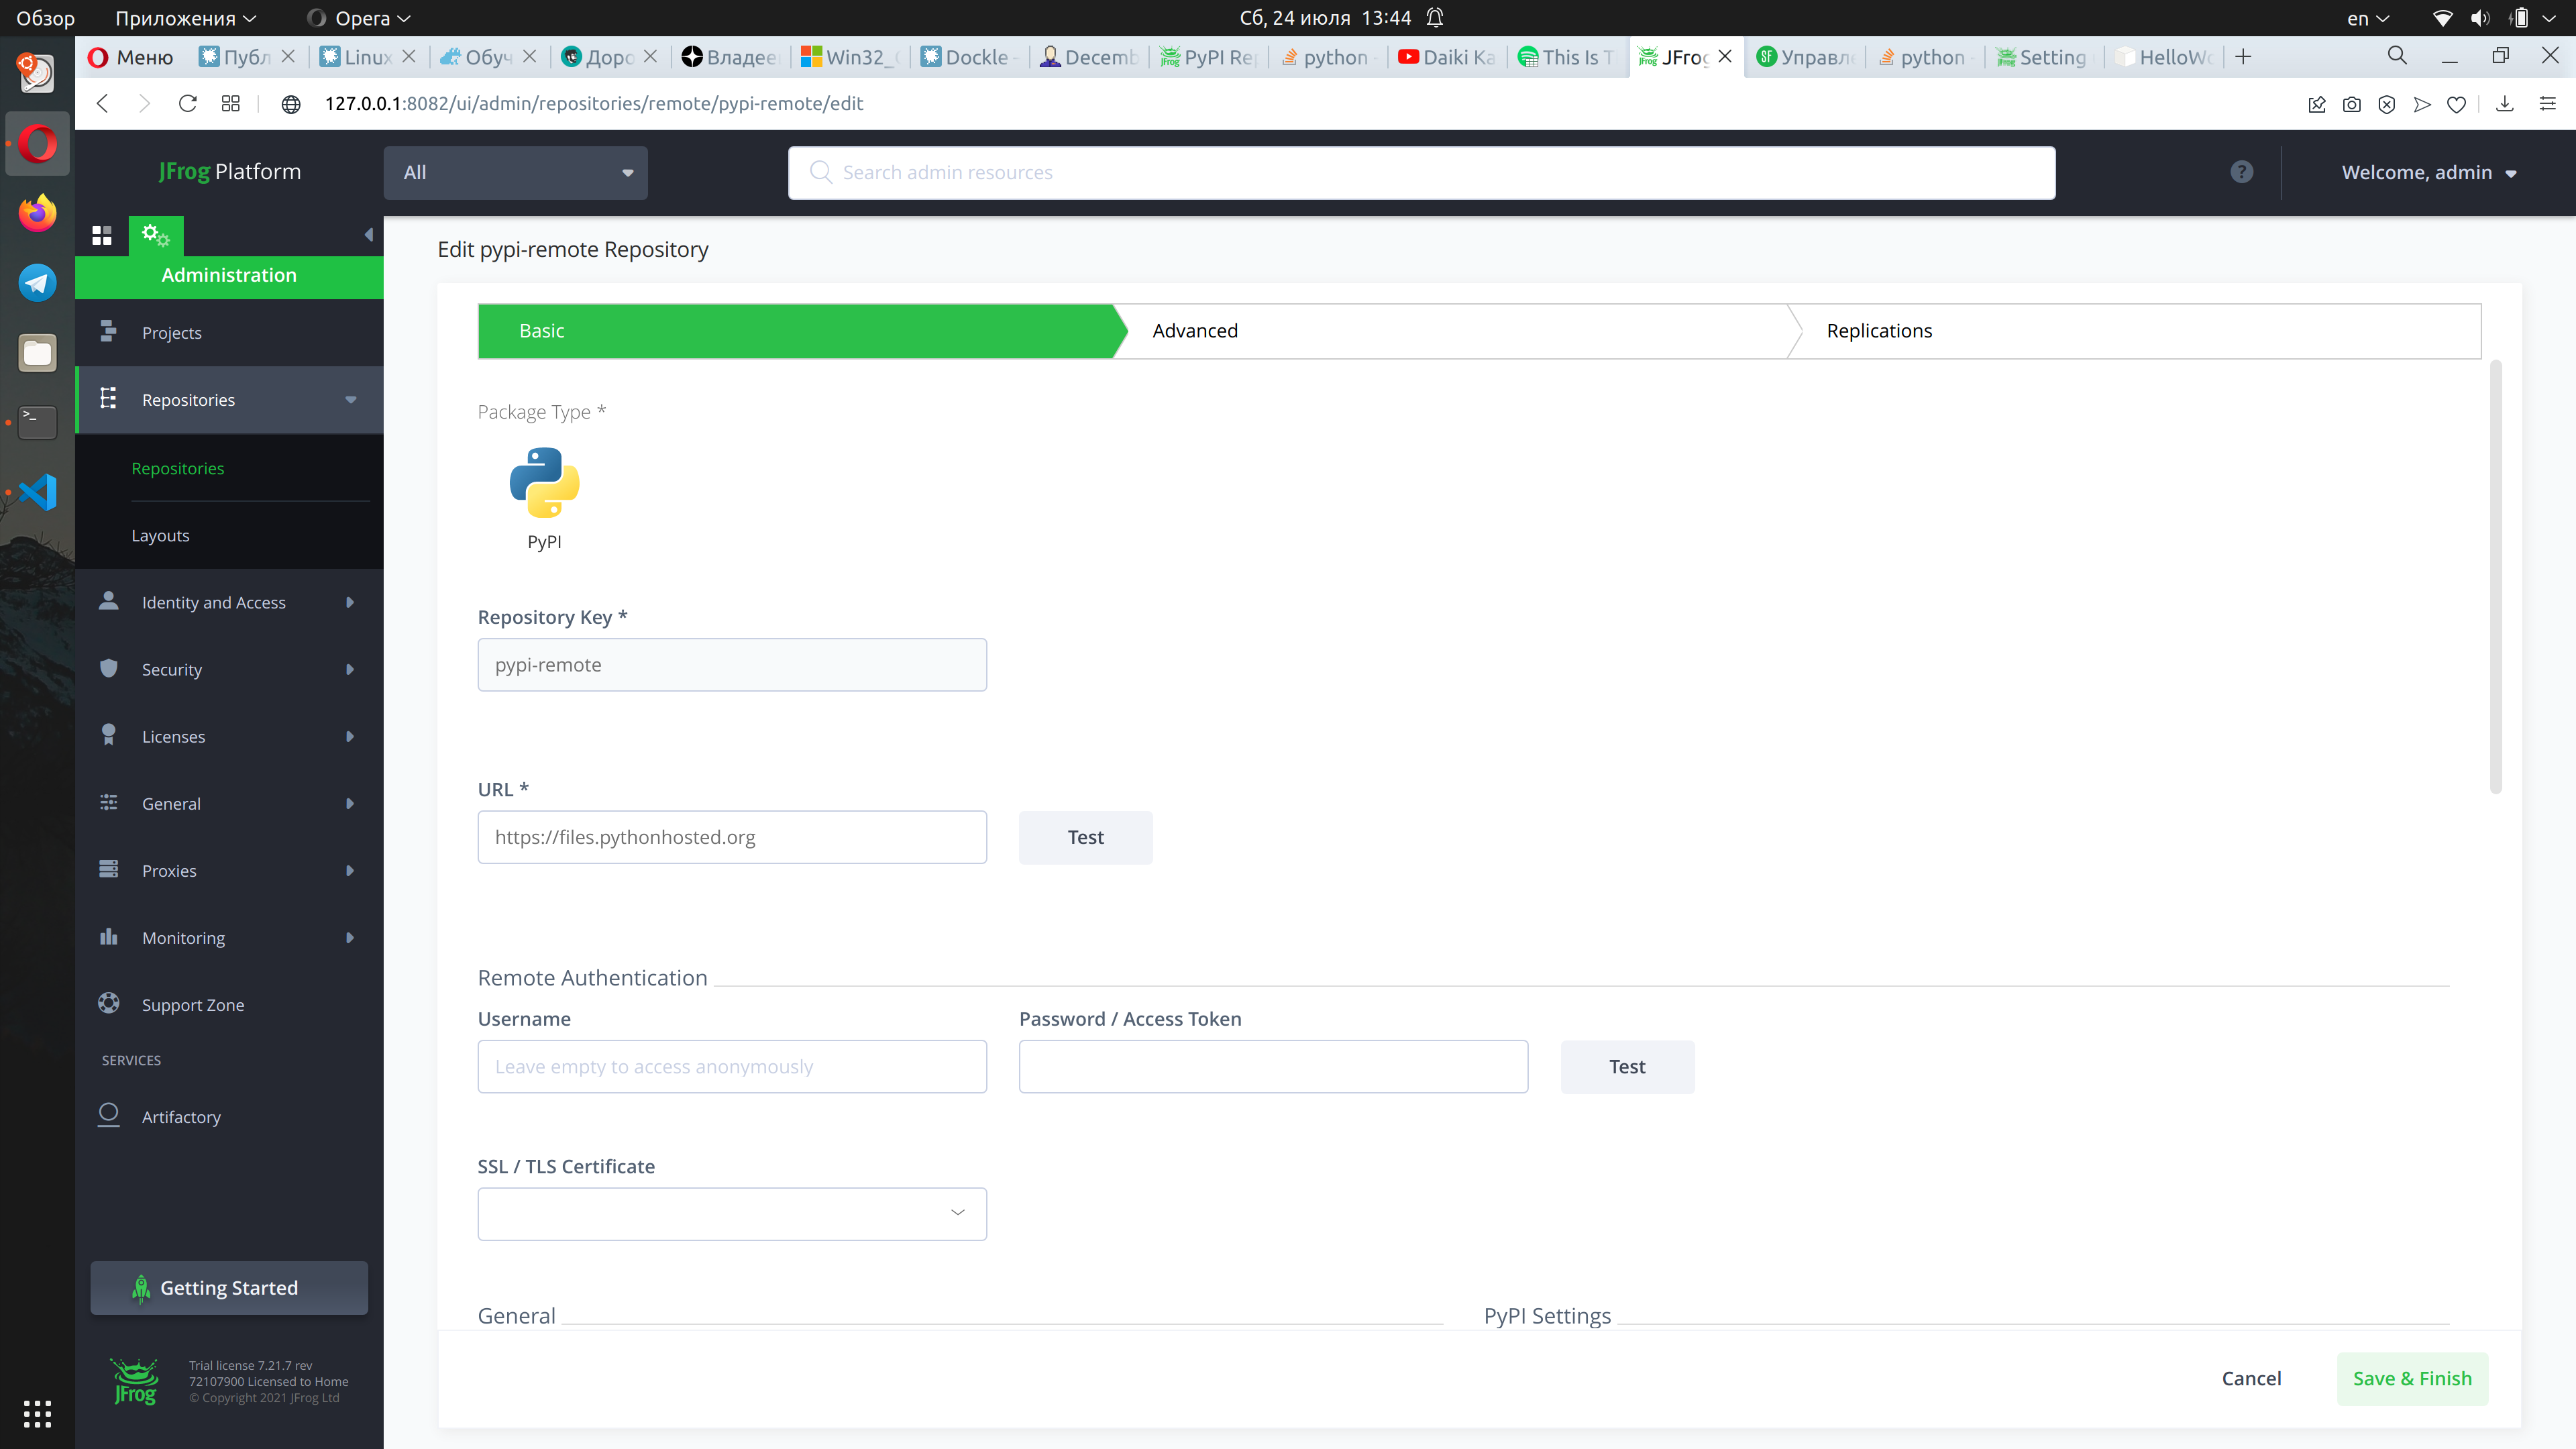 Обзор Приложения Opera Сб, 24 июля 13:44 en
Меню Публ Linux Обуч Доро Владее Win32_ Dockle - Decemb PyPI Re python - Daiki Ka This Is T JFrog Управл python - Setting HelloWo
127.0.0.1:8082/ui/admin/repositories/remote/pypi-remote/edit
JFrog Platform All Search admin resources ? Welcome, admin
Administration
Projects
Repositories
Repositories
Layouts
Identity and Access
Security
Licenses
General
Proxies
Monitoring
Support Zone
SERVICES
Artifactory
Getting Started
JFrog
Trial license 7.21.7 rev
72107900 Licensed to Home
© Copyright 2021 JFrog Ltd
Edit pypi-remote Repository
Basic Advanced Replications
Package Type *
PyPI
Repository Key *
pypi-remote
URL *
https://files.pythonhosted.org Test
Remote Authentication
Username Password / Access Token
Leave empty to access anonymously Test
SSL / TLS Certificate
General PyPI Settings
Cancel Save & Finish